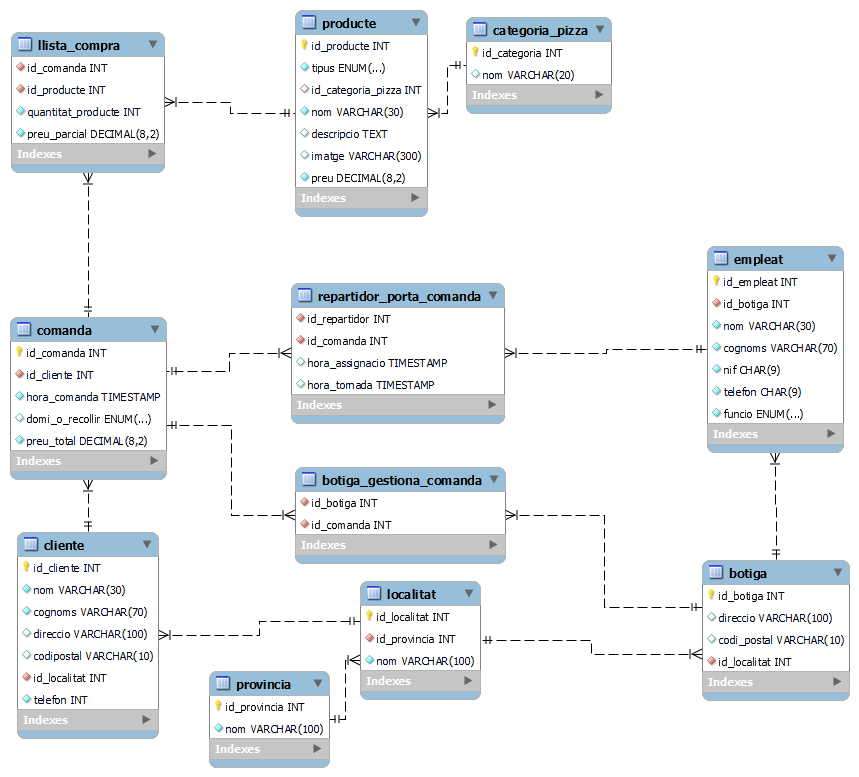 llista_compra
id_comanda INT
id_producte INT
quantitat_producte INT
preu_parcial DECIMAL(8,2)
Indexes
producte
id_producte INT
tipus ENUM(...)
id_categoria_pizza INT
nom VARCHAR(30)
descripcio TEXT
imatge VARCHAR(300)
preu DECIMAL(8,2)
Indexes
categoria_pizza
id_categoria INT
nom VARCHAR(20)
Indexes
comanda
id_comanda INT
id_cliente INT
hora_comanda TIMESTAMP
domi_o_recollir ENUM(...)
preu_total DECIMAL(8,2)
Indexes
repartidor_porta_comanda
id_repartidor INT
id_comanda INT
hora_assignacio TIMESTAMP
hora_tornada TIMESTAMP
Indexes
empleat
id_empleat INT
id_botiga INT
nom VARCHAR(30)
cognoms VARCHAR(70)
nif CHAR(9)
telefon CHAR(9)
funcio ENUM(...)
Indexes
botiga_gestiona_comanda
id_botiga INT
id_comanda INT
Indexes
cliente
id_cliente INT
nom VARCHAR(30)
cognoms VARCHAR(70)
direccio VARCHAR(100)
codipostal VARCHAR(10)
id_localitat INT
telefon INT
Indexes
localitat
id_localitat INT
id_provincia INT
nom VARCHAR(100)
Indexes
botiga
id_botiga INT
direccio VARCHAR(100)
codi_postal VARCHAR(10)
id_localitat INT
Indexes
provincia
id_provincia INT
nom VARCHAR(100)
Indexes